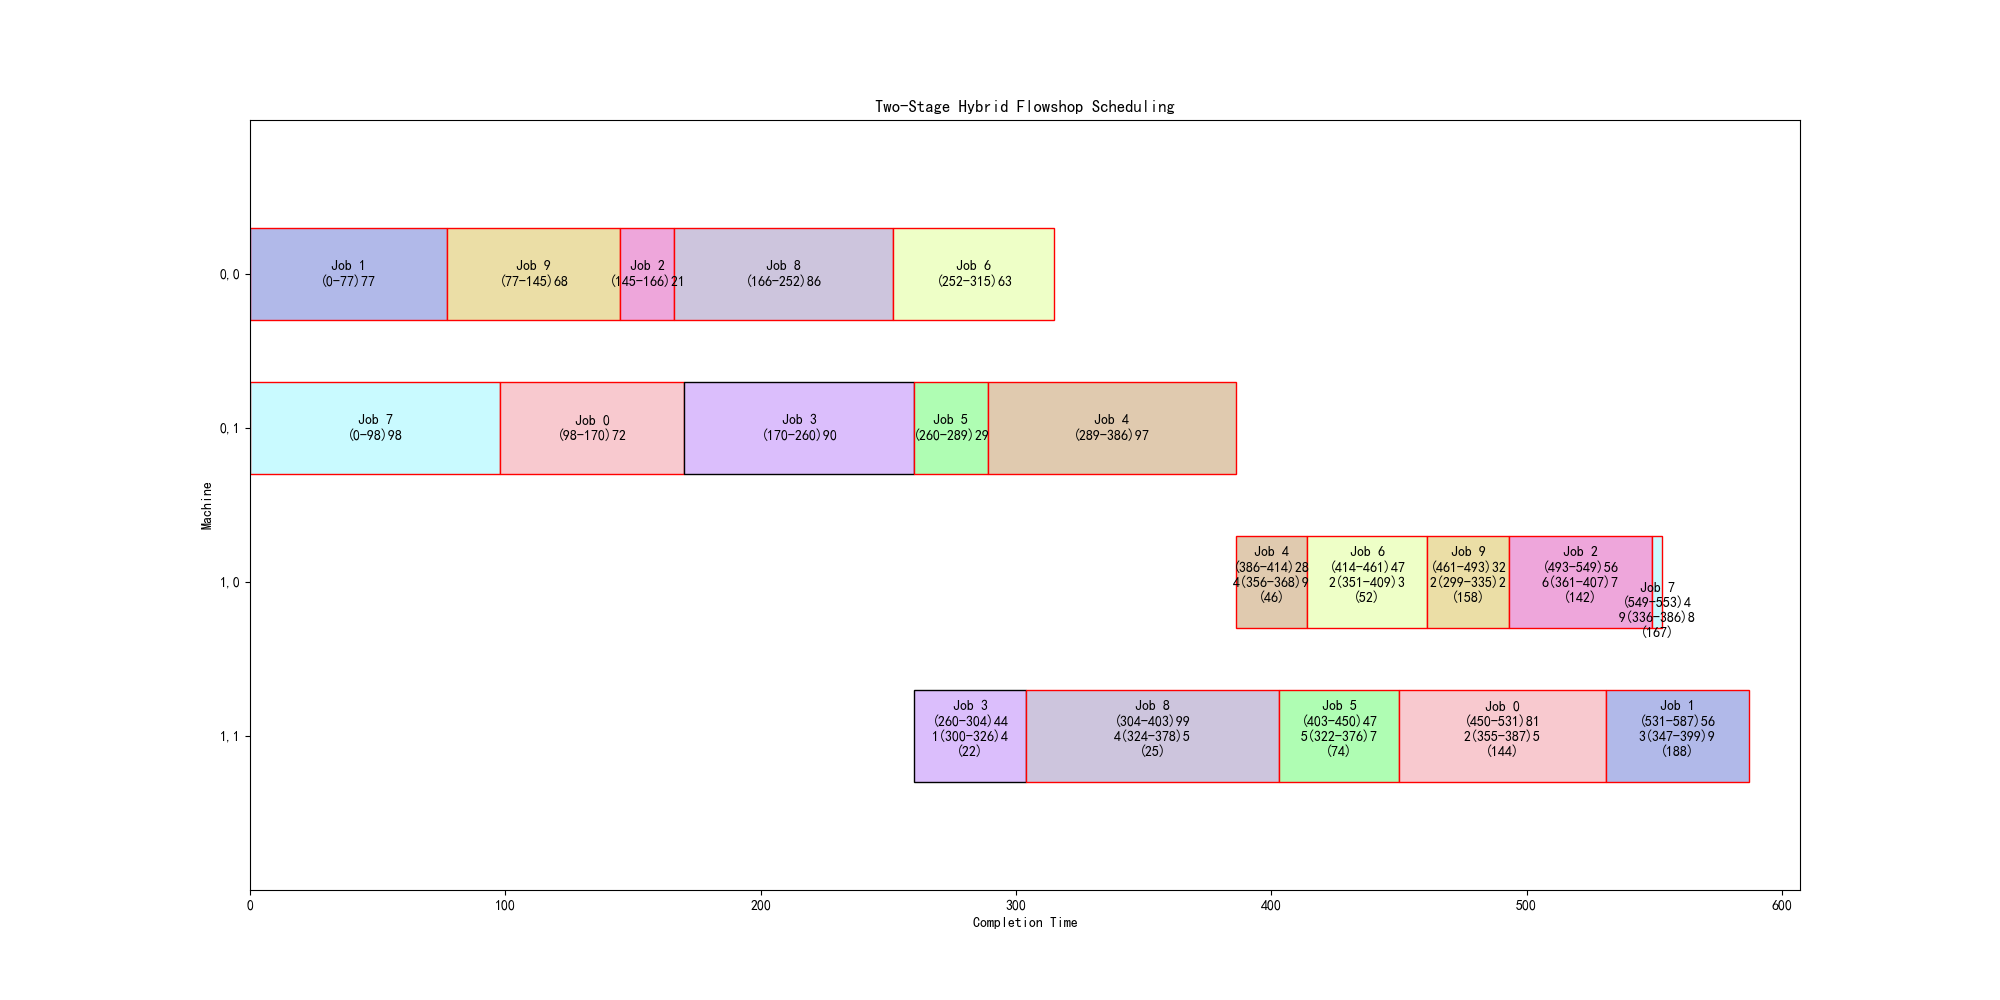 Two-Stage Hybrid Flowshop Scheduling
0,0
Job 1
(0-77)77
Job 9
(77-145)68
Job 2
(145-166)21
Job 8
(166-252)86
Job 6
(252-315)63
0,1
Job 7
(0-98)98
Job 0
(98-170)72
Job 3
(170-260)90
Job 5
(260-289)29
Job 4
(289-386)97
Machine
1,0
Job 4
(386-414)28
4(356-368)9
(46)
Job 6
(414-461)47
2(351-409)3
(52)
Job 9
(461-493)32
2(299-335)2
(158)
Job 2
(493-549)56
6(361-407)7
(142)
Job 7
(549-553)4
9(336-386)8
(167)
1,1
Job 3
(260-304)44
1(300-326)4
(22)
Job 8
(304-403)99
4(324-378)5
(25)
Job 5
(403-450)47
5(322-376)7
(74)
Job 0
(450-531)81
2(355-387)5
(144)
Job 1
(531-587)56
3(347-399)9
(188)
0
100
200
300
400
500
600
Completion Time